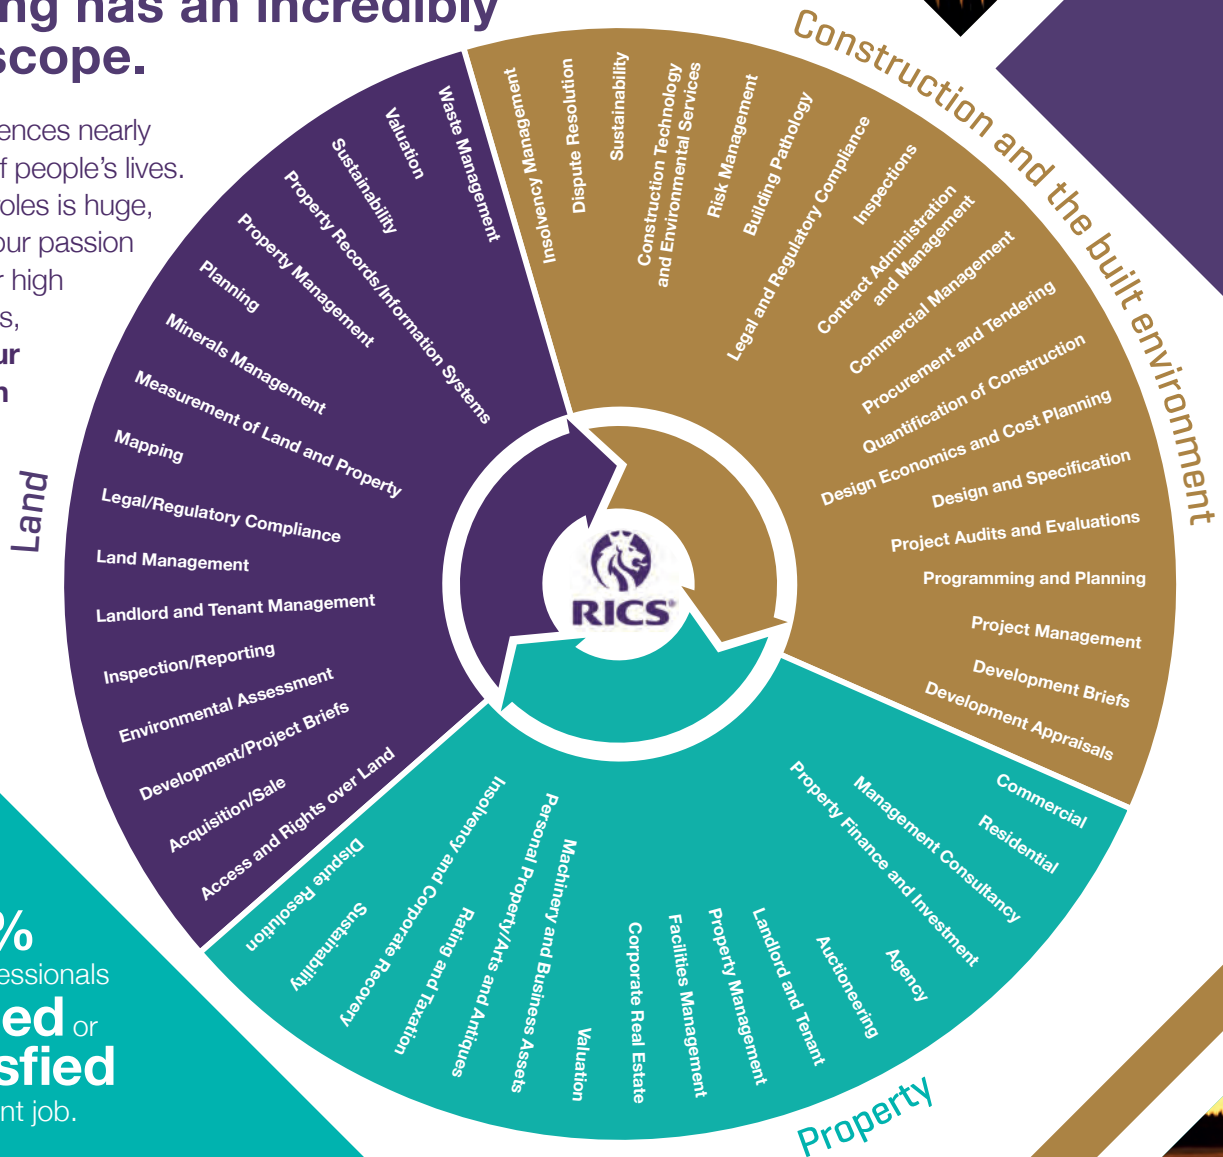 ng has an incredibly
scope.
ences nearly
f people's lives.
oles is huge,
our passion
r high
s,
ur
n
Land
Waste Management
Valuation
Sustainability
Property Records/Information Systems
Property Management
Planning
Minerals Management
Measurement of Land and Property
Mapping
Legal/Regulatory Compliance
Land Management
Landlord and Tenant Management
Inspection/Reporting
Environmental Assessment
Development/Project Briefs
Acquisition/Sale
Access and Rights over Land
Construction and the built environment
Insolvency Management
Dispute Resolution
Sustainability
Construction Technology
and Environmental Services
Risk Management
Building Pathology
Legal and Regulatory Compliance
Inspections
Contract Administration
and Management
Commercial Management
Procurement and Tendering
Quantification of Construction
Design Economics and Cost Planning
Design and Specification
Project Audits and Evaluations
Programming and Planning
Project Management
Development Briefs
Development Appraisals
RICS
Property
Commercial
Residential
Management Consultancy
Property Finance and Investment
Agency
Auctioneering
Landlord and Tenant
Property Management
Facilities Management
Corporate Real Estate
Valuation
Machinery and Business Assets
Personal Property/Arts and Antiques
Rating and Taxation
Insolvency and Corporate Recovery
Sustainability
Dispute Resolution
%
essionals
ed or
sfied
nt job.